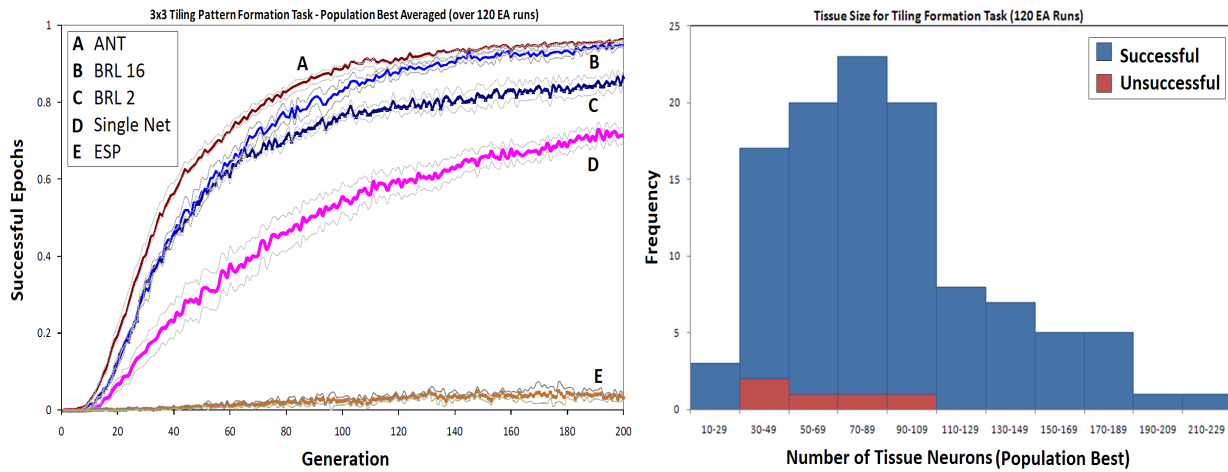 3x3 Tiling Pattern Formation Task - Population Best Averaged (over 120 EA runs)
A ANT
B BRL 16
C BRL 2
D Single Net
E ESP
A
B
C
D
E
Successful Epochs
1
0.8
0.6
0.4
0.2
0
0 20 40 60 80 100 120 140 160 180 200
Generation
Tissue Size for Tiling Formation Task (120 EA Runs)
Successful
Unsuccessful
Frequency
25
20
15
10
5
0
10-29 30-49 50-69 70-89 90-109 110-129 130-149 150-169 170-189 190-209 210-229
Number of Tissue Neurons (Population Best)